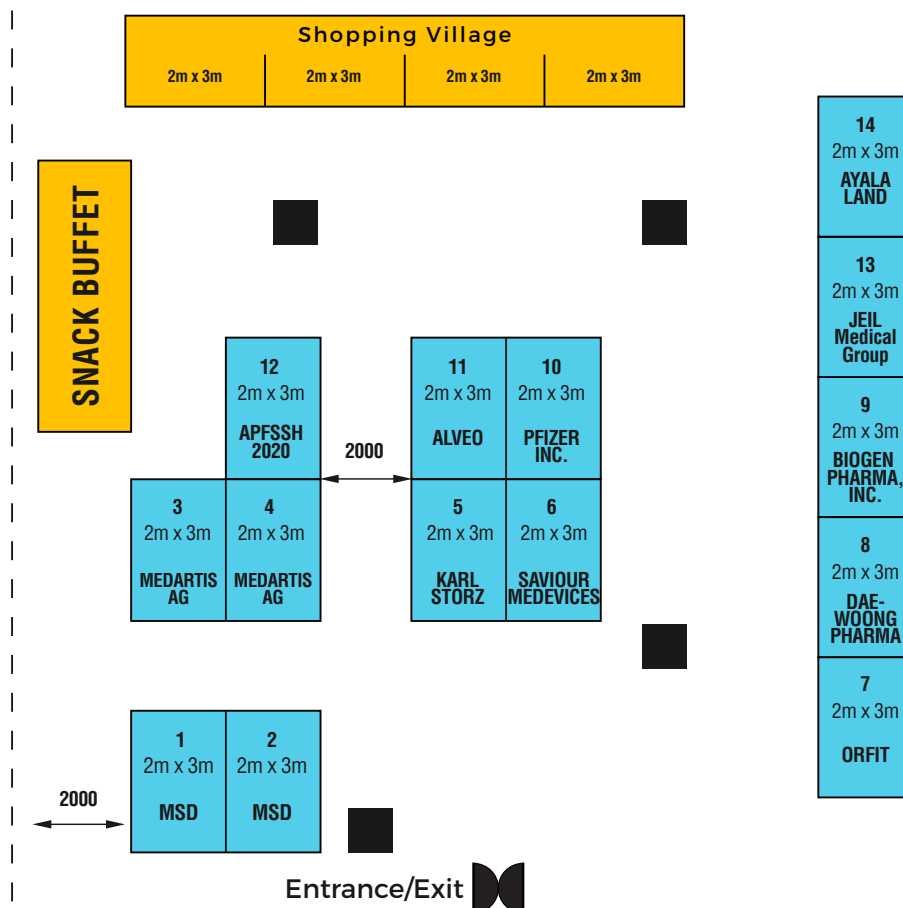 Shopping Village
2m x 3m
2m x 3m
2m x 3m
2m x 3m
SNACK BUFFET
14
2m x 3m
AYALA
LAND
13
2m x 3m
JEIL
Medical
Group
12
2m x 3m
APFSSH
2020
2000
11
2m x 3m
ALVEO
10
2m x 3m
PFIZER
INC.
9
2m x 3m
BIOGEN
PHARMA,
INC.
3
2m x 3m
MEDARTIS
AG
4
2m x 3m
MEDARTIS
AG
5
2m x 3m
KARL
STORZ
6
2m x 3m
SAVIOUR
MEDEVICES
8
2m x 3m
DAE-
WOONG
PHARMA
7
2m x 3m
ORFIT
2000
1
2m x 3m
MSD
2
2m x 3m
MSD
Entrance/Exit